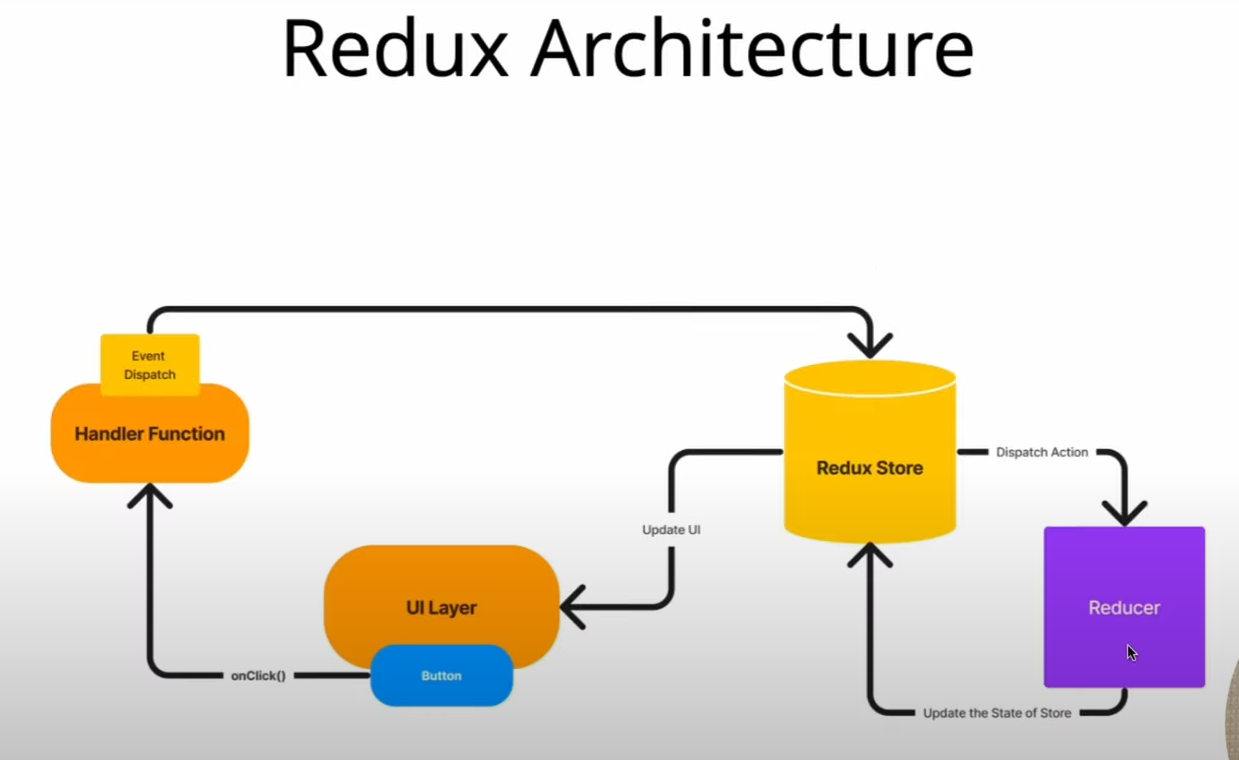 Redux Architecture
Event
Dispatch
Handler Function
Redux Store
Dispatch Action
Update UI
UI Layer
Reducer
onClick()
Button
Update the State of Store